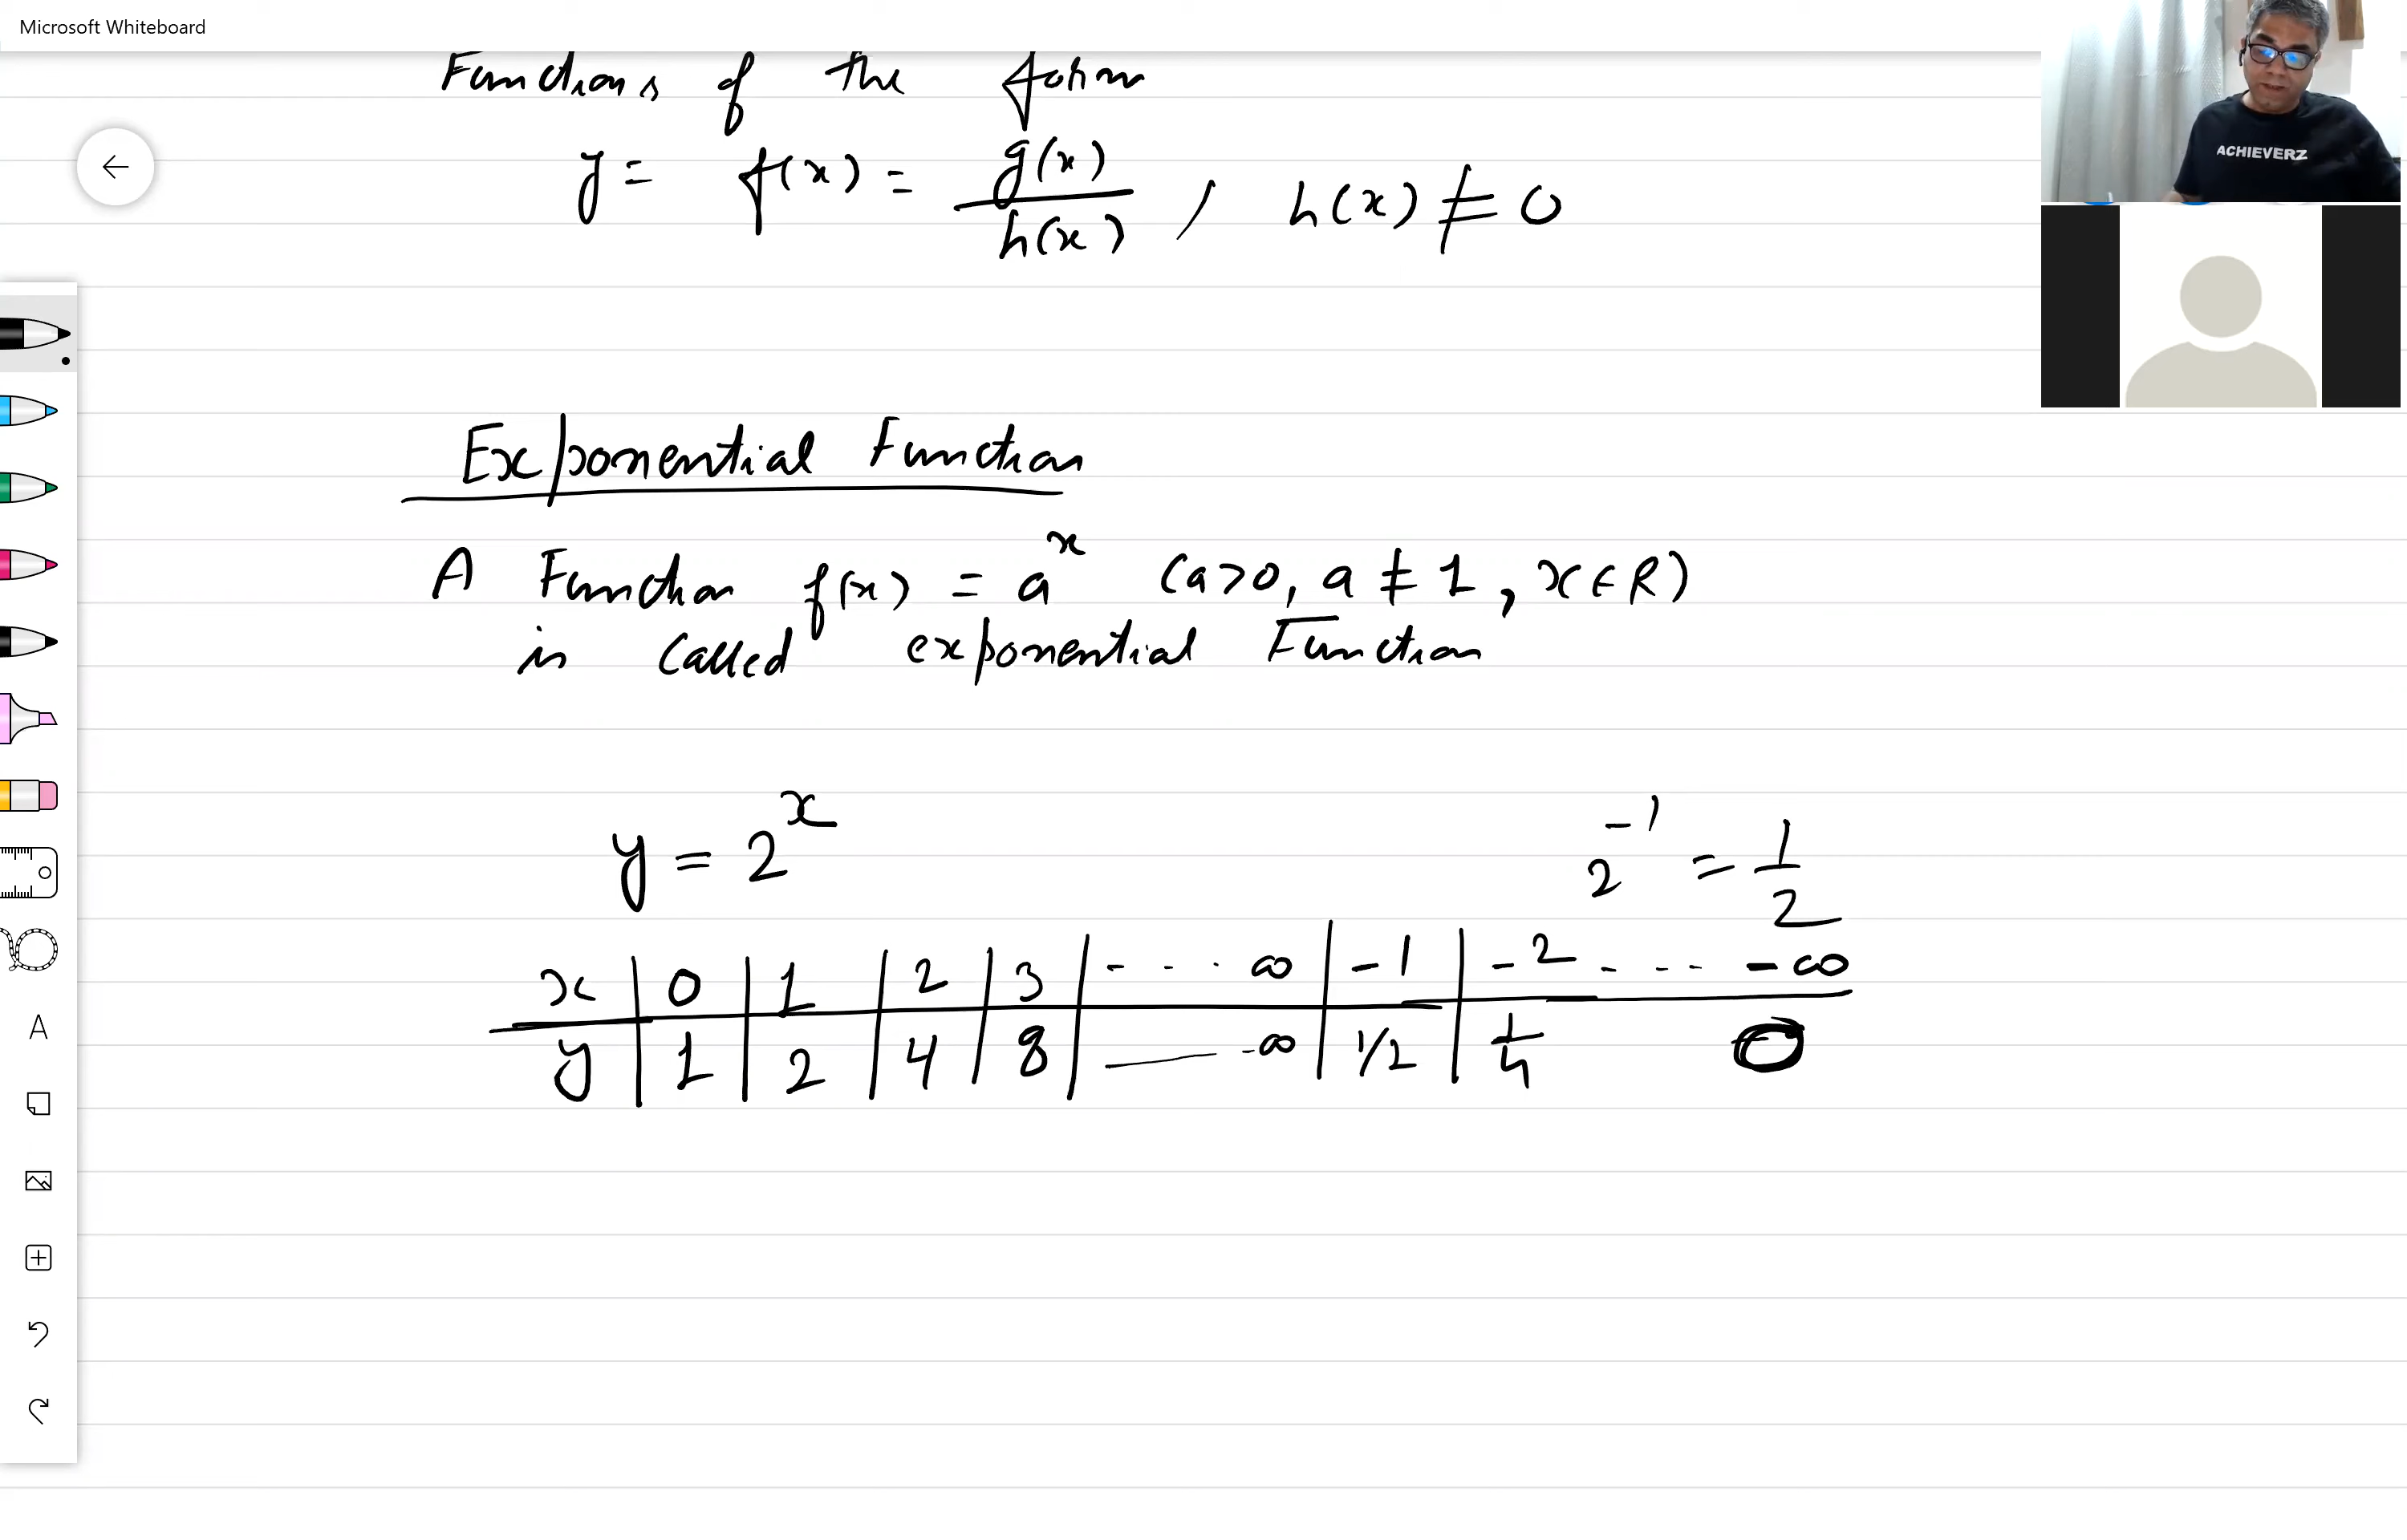 Microsoft Whiteboard
Functions of the form
y = f(x) = g(x)/h(x) , h(x) ≠ 0
ACHIEVERZ
Exponential Function
A Function f(x) = a^x (a>0, a ≠ 1, x∈R)
is called exponential Function
y = 2^x
2^-1 = 1/2
x | 0 | 1 | 2 | 3 | - - - ∞ | -1 | -2 - - - -∞
y | 1 | 2 | 4 | 8 | —— -∞ | 1/2 | 1/4 0
A